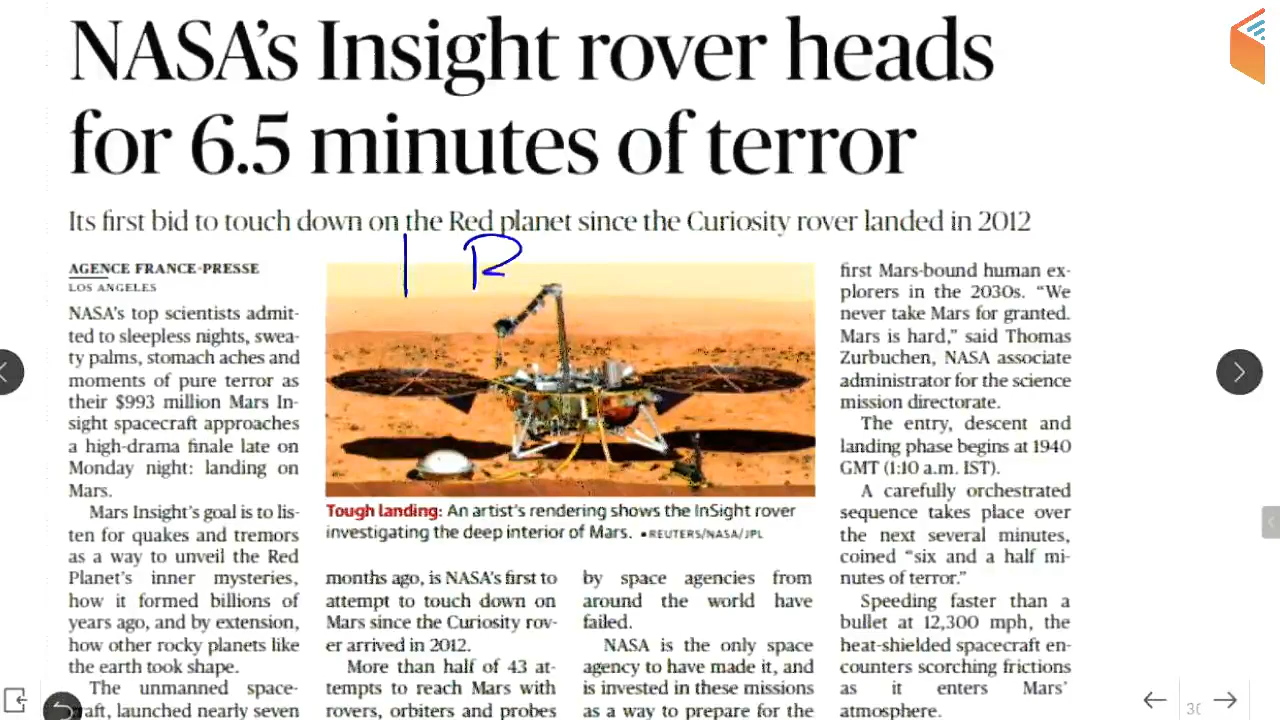 NASA's Insight rover heads
for 6.5 minutes of terror
Its first bid to touch down on the Red planet since the Curiosity rover landed in 2012
I R
AGENCE FRANCE-PRESSE
LOS ANGELES
NASA's top scientists admit-
ted to sleepless nights, swea-
ty palms, stomach aches and
moments of pure terror as
their $993 million Mars In-
sight spacecraft approaches
a high-drama finale late on
Monday night: landing on
Mars.
Mars Insight's goal is to lis-
ten for quakes and tremors
as a way to unveil the Red
Planet's inner mysteries,
how it formed billions of
years ago, and by extension,
how other rocky planets like
the earth took shape.
The unmanned space-
craft, launched nearly seven
Tough landing: An artist's rendering shows the InSight rover
investigating the deep interior of Mars. •REUTERS/NASA/JPL
months ago, is NASA's first to
attempt to touch down on
Mars since the Curiosity rov-
er arrived in 2012.
More than half of 43 at-
tempts to reach Mars with
rovers, orbiters and probes
by space agencies from
around the world have
failed.
NASA is the only space
agency to have made it, and
is invested in these missions
as a way to prepare for the
first Mars-bound human ex-
plorers in the 2030s. “We
never take Mars for granted.
Mars is hard,” said Thomas
Zurbuchen, NASA associate
administrator for the science
mission directorate.
The entry, descent and
landing phase begins at 1940
GMT (1:10 a.m. IST).
A carefully orchestrated
sequence takes place over
the next several minutes,
coined “six and a half mi-
nutes of terror.”
Speeding faster than a
bullet at 12,300 mph, the
heat-shielded spacecraft en-
counters scorching frictions
as it enters Mars'
atmosphere.